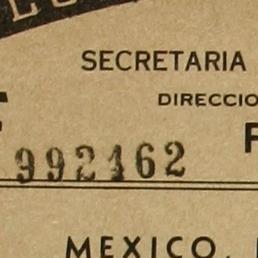 SECRETARIA
DIRECCIO
992162
MEXICO,